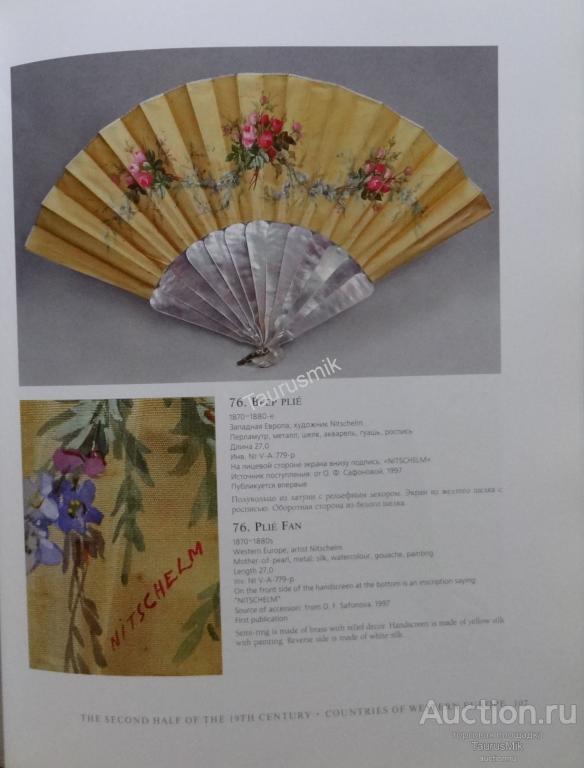 Taurusmik
76. ВЕЕР PLIÉ
1870–1880-е
Западная Европа, художник Nitschelm
Перламутр, металл, шелк, акварель, гуашь, роспись
Длина 27,0
Инв. № V-A-779-р
На лицевой стороне экрана внизу подпись, «NITSCHELM»
Источник поступления: от О. Ф. Сафоновой, 1997
Публикуется впервые
Полукольцо из латуни с рельефным декором. Экран из желтого шелка с
росписью. Оборотная сторона из белого шелка.
76. PLIÉ FAN
1870–1880s
Western Europe, artist Nitschelm
Mother-of-pearl, metal, silk, watercolour, gouache, painting
Length 27,0
Inv. № V-A-779-р
On the front side of the handscreen at the bottom is an inscription saying:
"NITSCHELM"
Source of accession: from O. F. Safonova, 1997
First publication
Semi-ring is made of brass with relief decor. Handscreen is made of yellow silk
with painting. Reverse side is made of white silk.
NITSCHELM
THE SECOND HALF OF THE 19TH CENTURY • COUNTRIES OF WESTERN EUROPE 107
Auction.ru
торговая площадка
TaurusMik
auction.ru